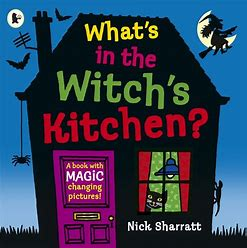 What's
in the
Witch's
Kitchen?
A book with
MAGIC
changing
pictures!
Nick Sharratt